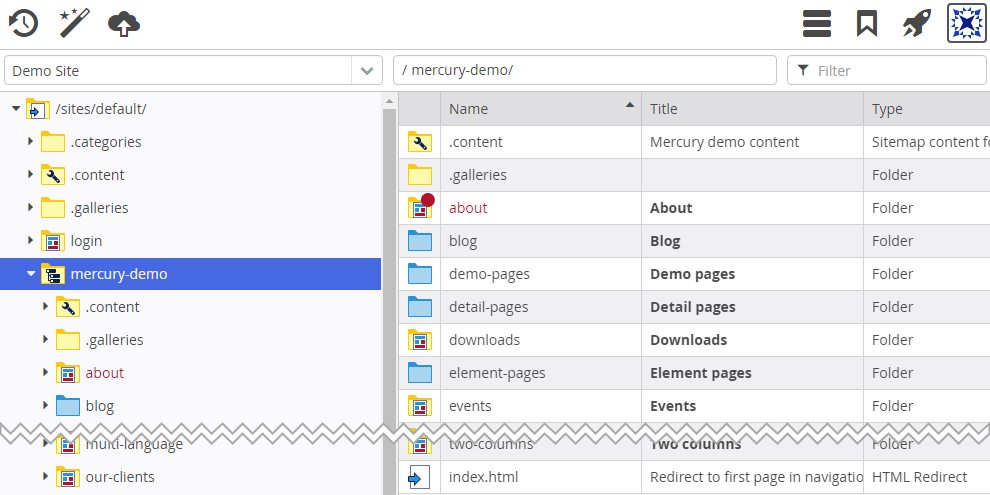 Demo Site
/ mercury-demo/
Filter
/sites/default/
.categories
.content
.galleries
login
mercury-demo
.content
.galleries
about
blog
multi-language
our-clients
Name Title Type
.content Mercury demo content Sitemap content fo
.galleries Folder
about About Folder
blog Blog Folder
demo-pages Demo pages Folder
detail-pages Detail pages Folder
downloads Downloads Folder
element-pages Element pages Folder
events Events Folder
two-columns Two columns Folder
index.html Redirect to first page in navigatio HTML Redirect